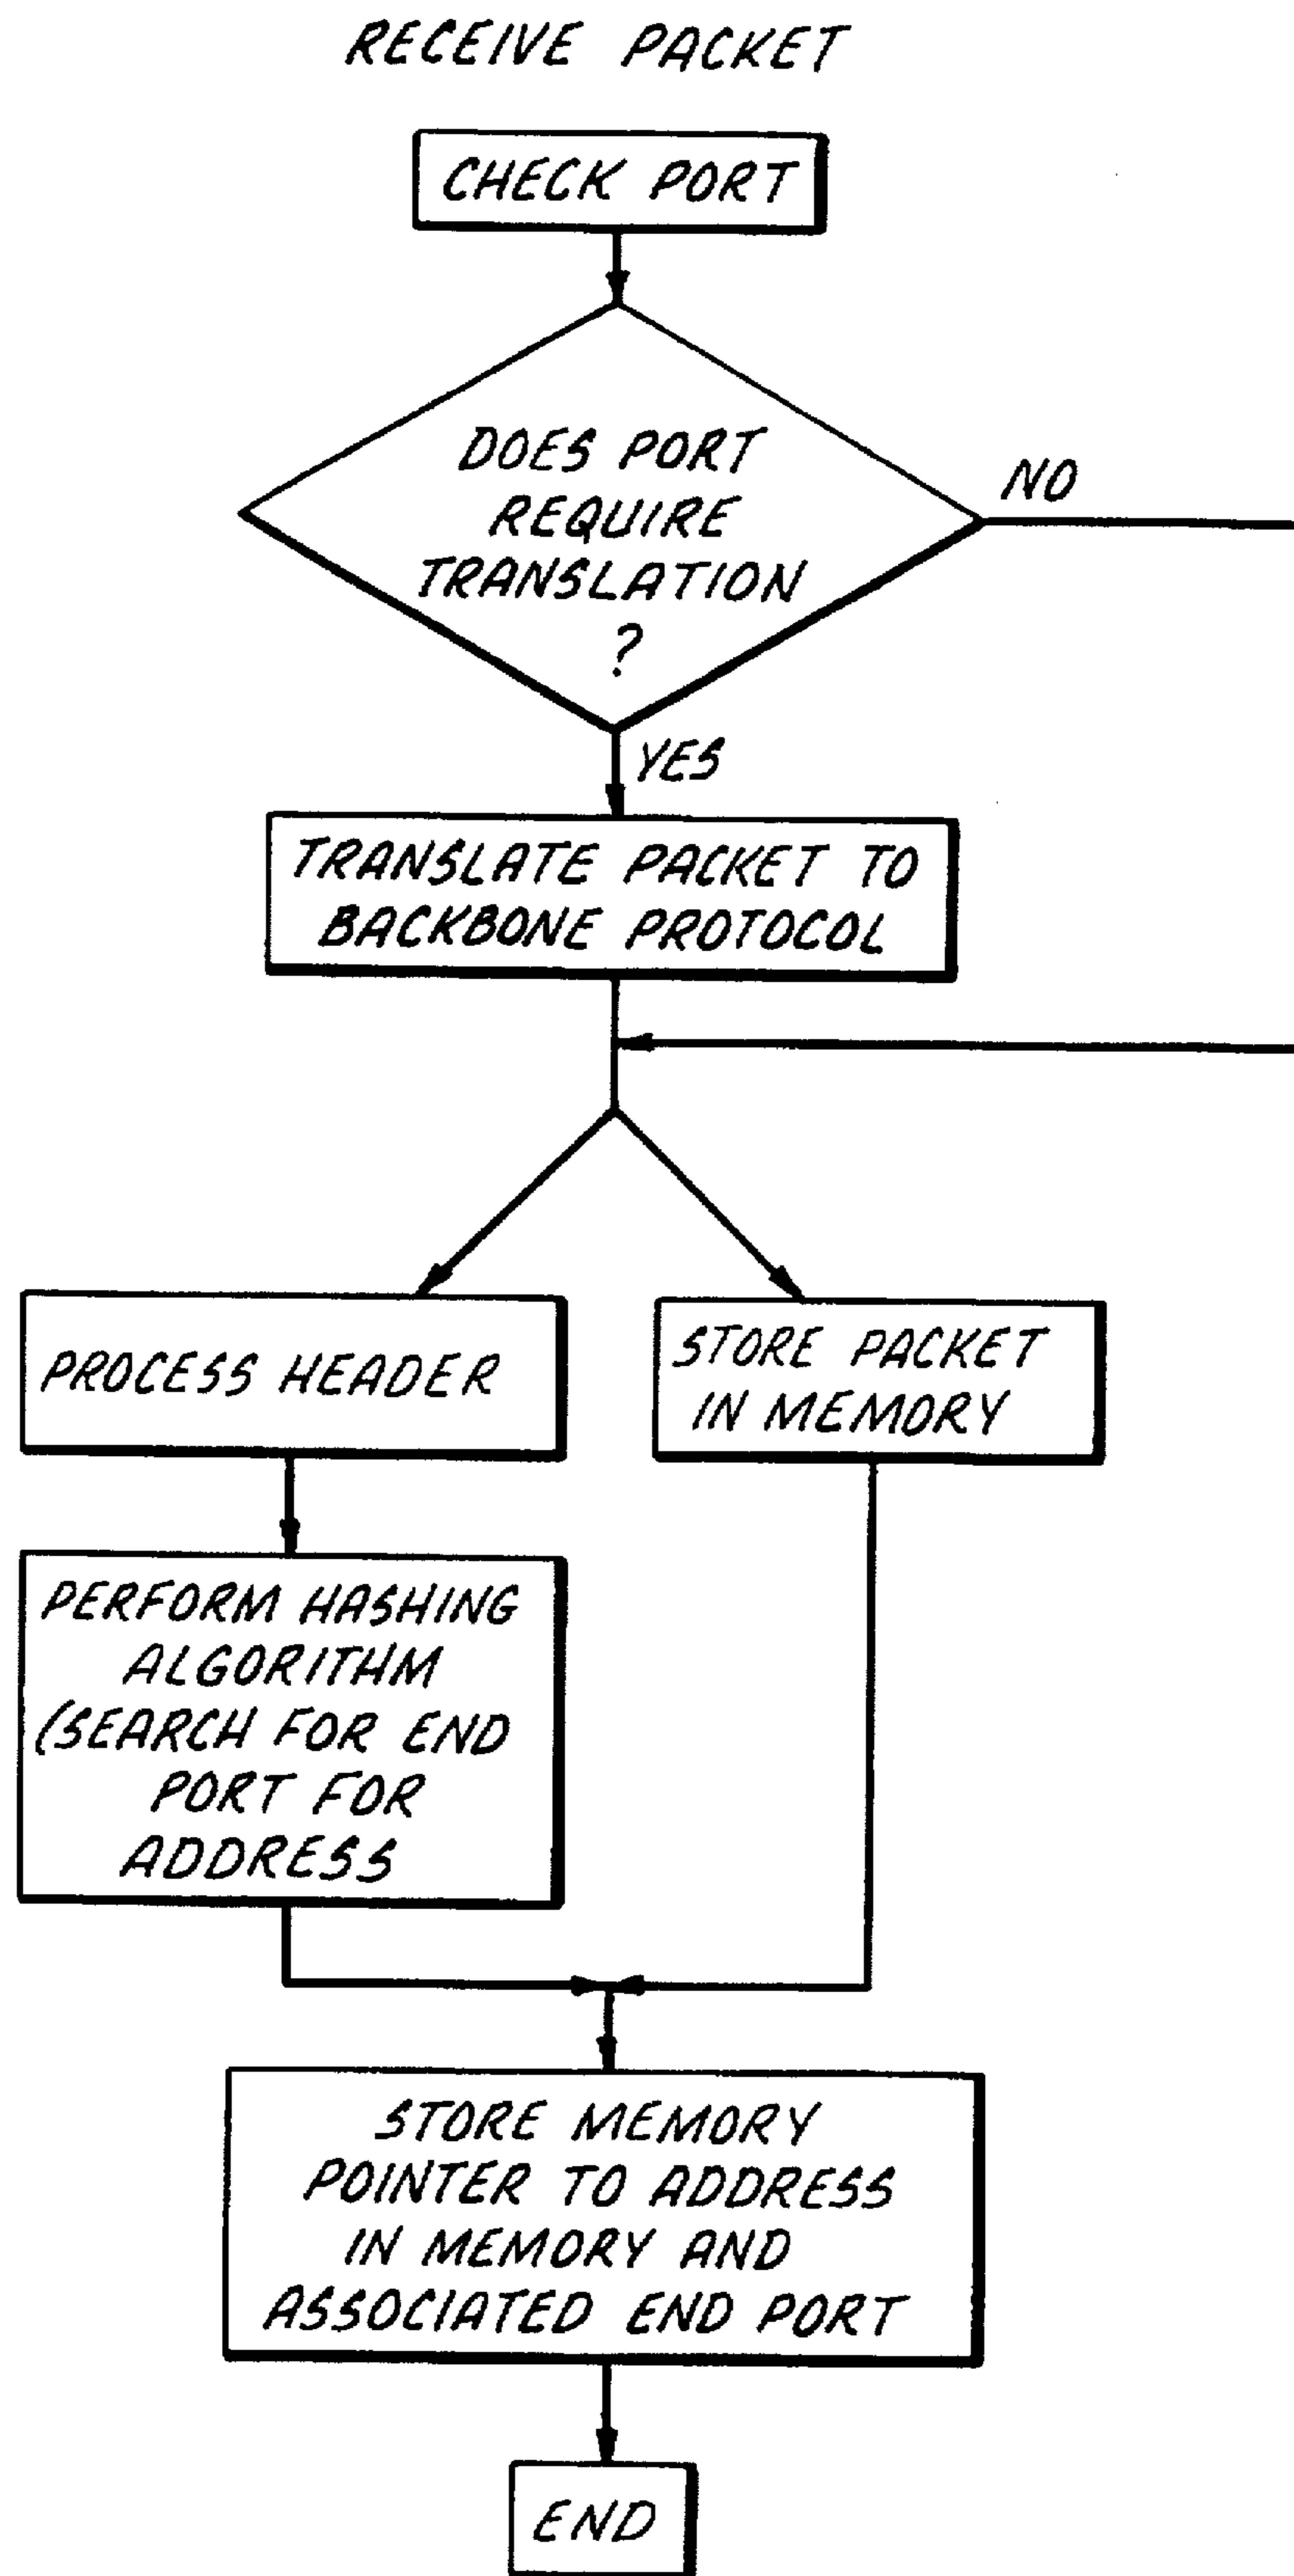 RECEIVE PACKET
CHECK PORT
DOES PORT
REQUIRE
TRANSLATION
?
NO
YES
TRANSLATE PACKET TO
BACKBONE PROTOCOL
PROCESS HEADER
STORE PACKET
IN MEMORY
PERFORM HASHING
ALGORITHM
(SEARCH FOR END
PORT FOR
ADDRESS
STORE MEMORY
POINTER TO ADDRESS
IN MEMORY AND
ASSOCIATED END PORT
END